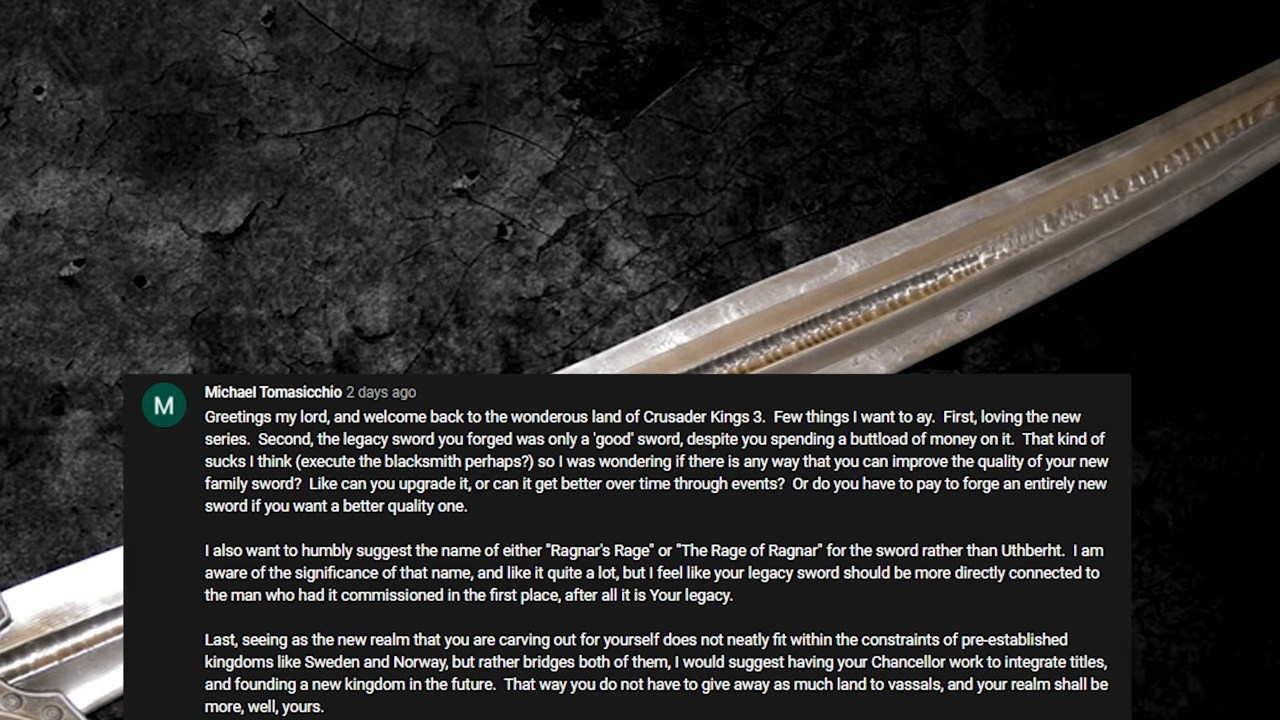 M
Michael Tomasicchio 2 days ago
Greetings my lord, and welcome back to the wonderous land of Crusader Kings 3. Few things I want to ay. First, loving the new
series. Second, the legacy sword you forged was only a 'good' sword, despite you spending a buttload of money on it. That kind of
sucks I think (execute the blacksmith perhaps?) so I was wondering if there is any way that you can improve the quality of your new
family sword? Like can you upgrade it, or can it get better over time through events? Or do you have to pay to forge an entirely new
sword if you want a better quality one.
I also want to humbly suggest the name of either "Ragnar's Rage" or "The Rage of Ragnar" for the sword rather than Uthberht. I am
aware of the significance of that name, and like it quite a lot, but I feel like your legacy sword should be more directly connected to
the man who had it commissioned in the first place, after all it is Your legacy.
Last, seeing as the new realm that you are carving out for yourself does not neatly fit within the constraints of pre-established
kingdoms like Sweden and Norway, but rather bridges both of them, I would suggest having your Chancellor work to integrate titles,
and founding a new kingdom in the future. That way you do not have to give away as much land to vassals, and your realm shall be
more, well, yours.